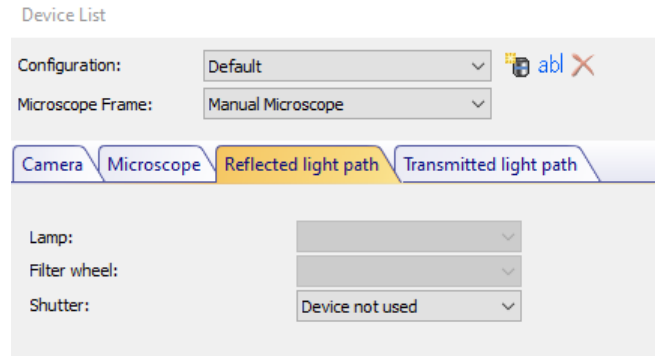 Device List
Configuration: Default abl
Microscope Frame: Manual Microscope
Camera Microscope Reflected light path Transmitted light path
Lamp:
Filter wheel:
Shutter: Device not used